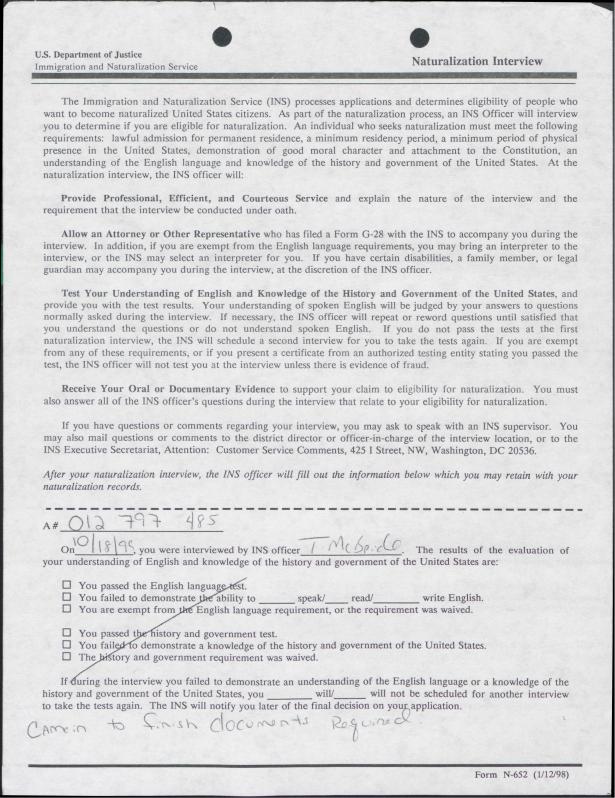 U.S. Department of Justice
Immigration and Naturalization Service
Naturalization Interview
The Immigration and Naturalization Service (INS) processes applications and determines eligibility of people who
want to become naturalized United States citizens. As part of the naturalization process, an INS Officer will interview
you to determine if you are eligible for naturalization. An individual who seeks naturalization must meet the following
requirements: lawful admission for permanent residence, a minimum residency period, a minimum period of physical
presence in the United States, demonstration of good moral character and attachment to the Constitution, an
understanding of the English language and knowledge of the history and government of the United States. At the
naturalization interview, the INS officer will:
Provide Professional, Efficient, and Courteous Service and explain the nature of the interview and the
requirement that the interview be conducted under oath.
Allow an Attorney or Other Representative who has filed a Form G-28 with the INS to accompany you during the
interview. In addition, if you are exempt from the English language requirements, you may bring an interpreter to the
interview, or the INS may select an interpreter for you. If you have certain disabilities, a family member, or legal
guardian may accompany you during the interview, at the discretion of the INS officer.
Test Your Understanding of English and Knowledge of the History and Government of the United States, and
provide you with the test results. Your understanding of spoken English will be judged by your answers to questions
normally asked during the interview. If necessary, the INS officer will repeat or reword questions until satisfied that
you understand the questions or do not understand spoken English. If you do not pass the tests at the first
naturalization interview, the INS will schedule a second interview for you to take the tests again. If you are exempt
from any of these requirements, or if you present a certificate from an authorized testing entity stating you passed the
test, the INS officer will not test you at the interview unless there is evidence of fraud.
Receive Your Oral or Documentary Evidence to support your claim to eligibility for naturalization. You must
also answer all of the INS officer's questions during the interview that relate to your eligibility for naturalization.
If you have questions or comments regarding your interview, you may ask to speak with an INS supervisor. You
may also mail questions or comments to the district director or officer-in-charge of the interview location, or to the
INS Executive Secretariat, Attention: Customer Service Comments, 425 I Street, NW, Washington, DC 20536.
After your naturalization interview, the INS officer will fill out the information below which you may retain with your
naturalization records.
A# 012 797 485
On 10/18/99, you were interviewed by INS officer T. McBride. The results of the evaluation of
your understanding of English and knowledge of the history and government of the United States are:
☐ You passed the English language test.
☐ You failed to demonstrate the ability to ______ speak/____ read/________ write English.
☐ You are exempt from the English language requirement, or the requirement was waived.
☐ You passed the history and government test.
☐ You failed to demonstrate a knowledge of the history and government of the United States.
☐ The history and government requirement was waived.
If during the interview you failed to demonstrate an understanding of the English language or a knowledge of the
history and government of the United States, you ________ will/______ will not be scheduled for another interview
to take the tests again. The INS will notify you later of the final decision on your application.
Came in to finish documents Required.
Form N-652 (1/12/98)